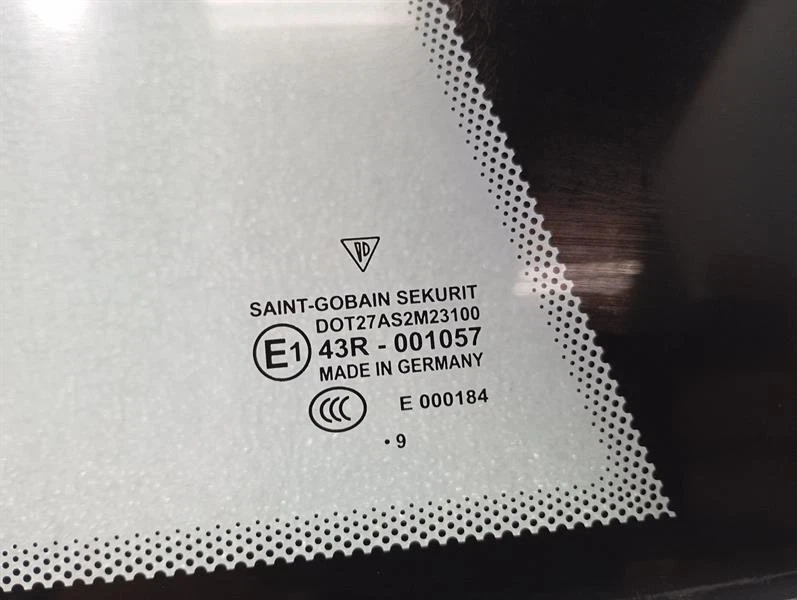 SAINT-GOBAIN SEKURIT
DOT27AS2M23100
E1 43R - 001057
MADE IN GERMANY
CCC E 000184
• 9